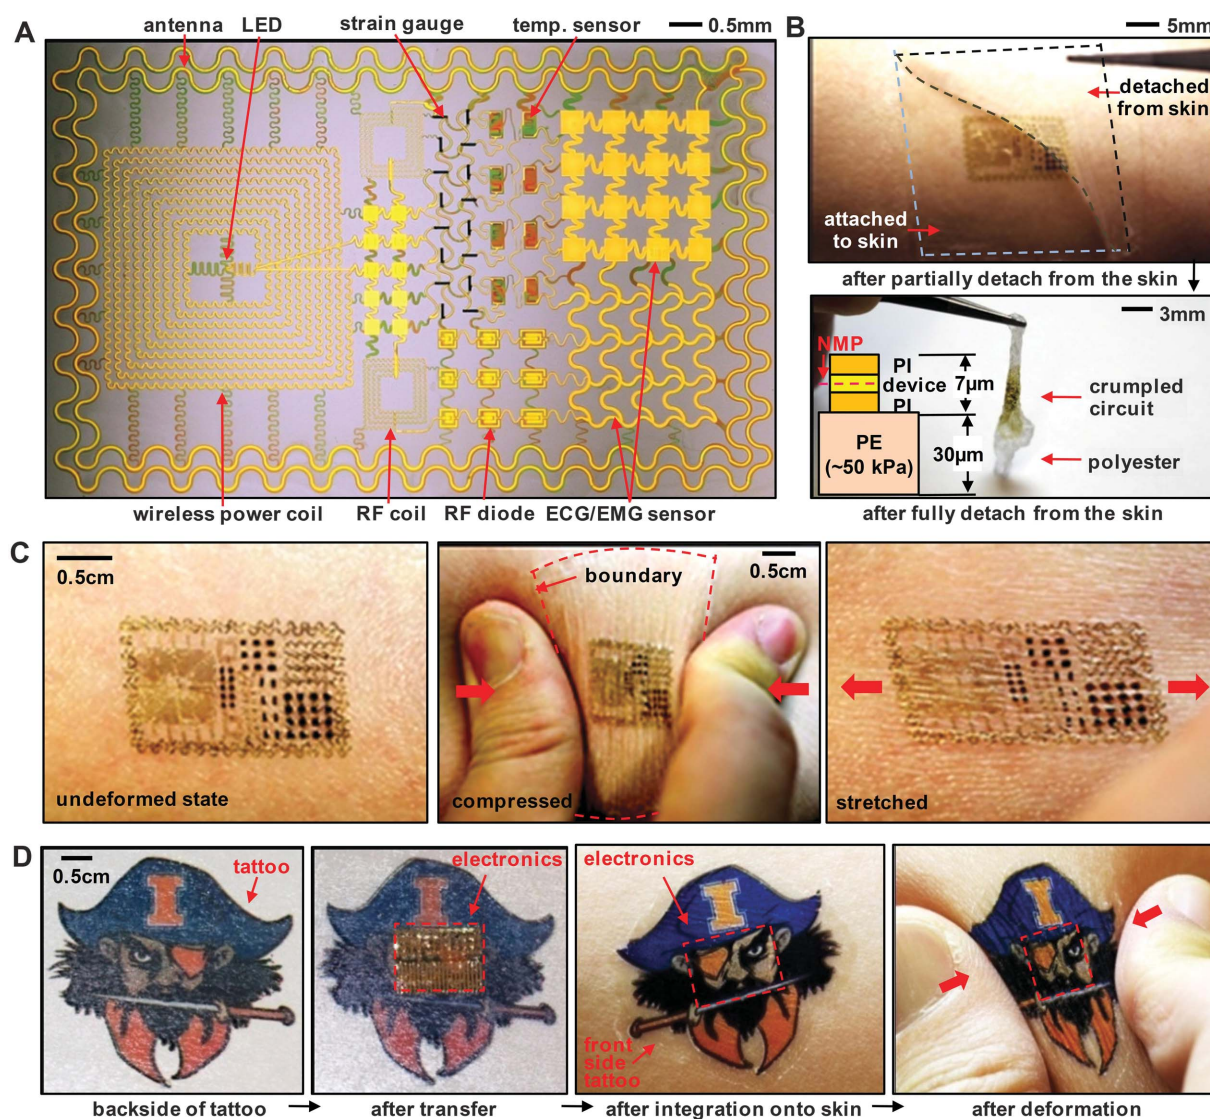 A
antenna
LED
strain gauge
temp. sensor
0.5mm
wireless power coil
RF coil
RF diode
ECG/EMG sensor
B
5mm
detached
from skin
attached
to skin
after partially detach from the skin
3mm
NMP
PI
device
PI
7µm
PE
(~50 kPa)
30µm
crumpled
circuit
polyester
after fully detach from the skin
C
0.5cm
undeformed state
boundary
0.5cm
compressed
stretched
D
0.5cm
tattoo
I
backside of tattoo
electronics
I
after transfer
electronics
I
front
side
tattoo
after integration onto skin
I
after deformation